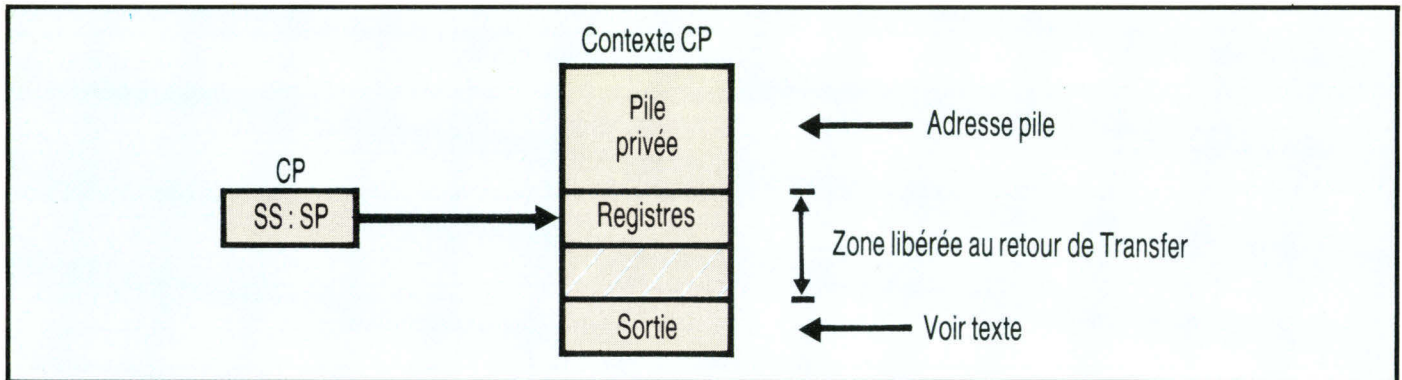 Contexte CP
Pile
privée
Adresse pile
CP
SS : SP
Registres
Zone libérée au retour de Transfer
Sortie
Voir texte